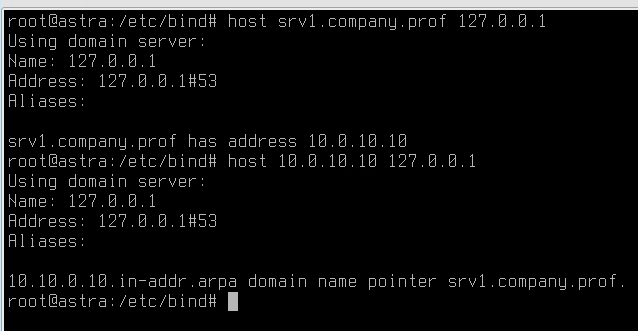 root@astra:/etc/bind# host srv1.company.prof 127.0.0.1
Using domain server:
Name: 127.0.0.1
Address: 127.0.0.1#53
Aliases:

srv1.company.prof has address 10.0.10.10
root@astra:/etc/bind# host 10.0.10.10 127.0.0.1
Using domain server:
Name: 127.0.0.1
Address: 127.0.0.1#53
Aliases:

10.10.0.10.in-addr.arpa domain name pointer srv1.company.prof.
root@astra:/etc/bind#